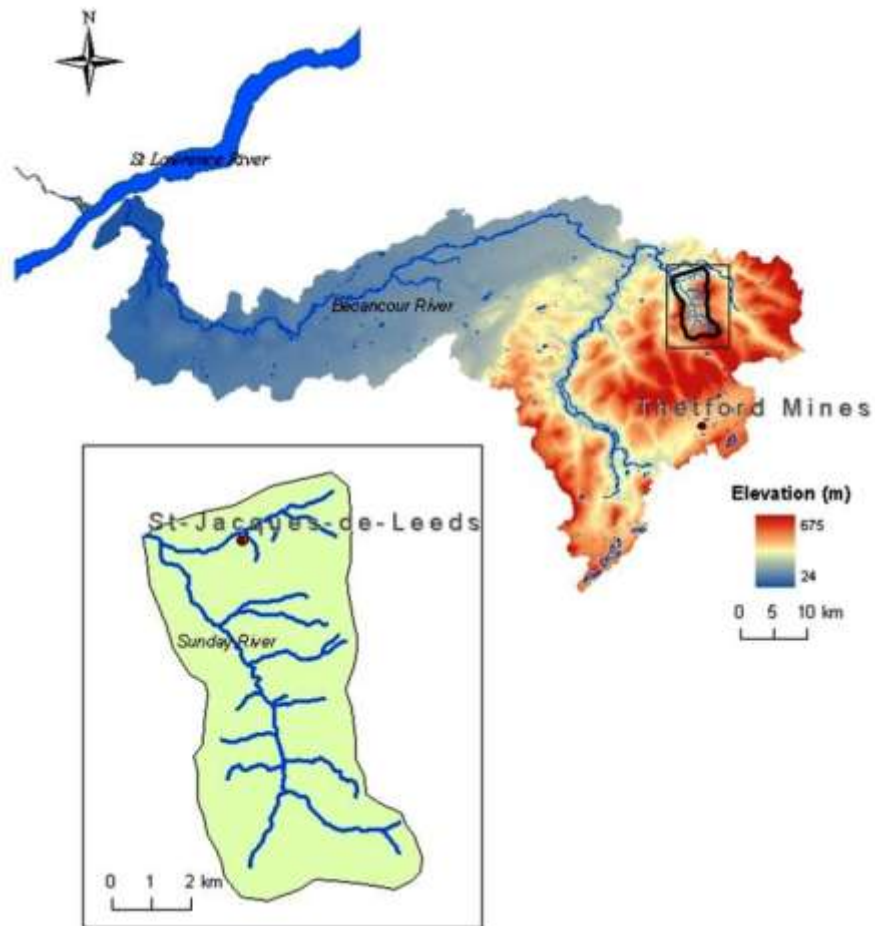 N
St Lawrence River
Becancour River
Thetford Mines
Elevation (m)
675
24
0 5 10 km
St-Jacques-de-Leeds
Sunday River
0 1 2 km